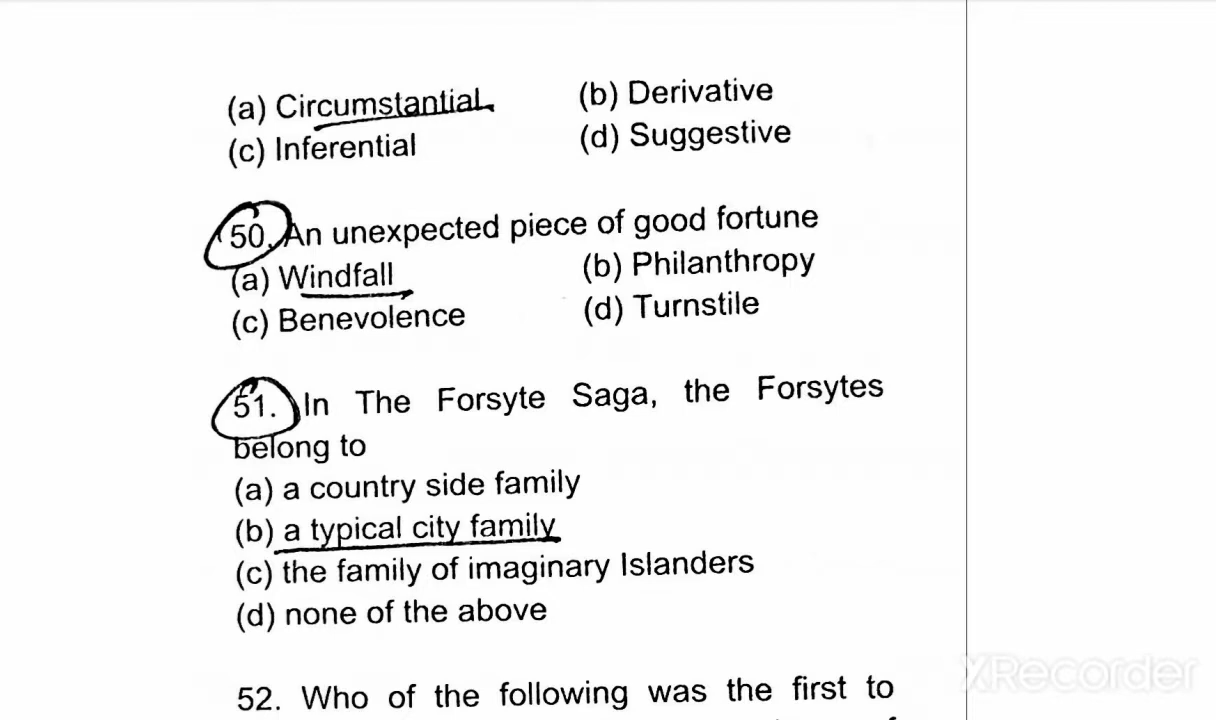 (a) Circumstantial (b) Derivative
(c) Inferential (d) Suggestive
50. An unexpected piece of good fortune
(a) Windfall (b) Philanthropy
(c) Benevolence (d) Turnstile
51. In The Forsyte Saga, the Forsytes
belong to
(a) a country side family
(b) a typical city family
(c) the family of imaginary Islanders
(d) none of the above
52. Who of the following was the first to
XRecorder